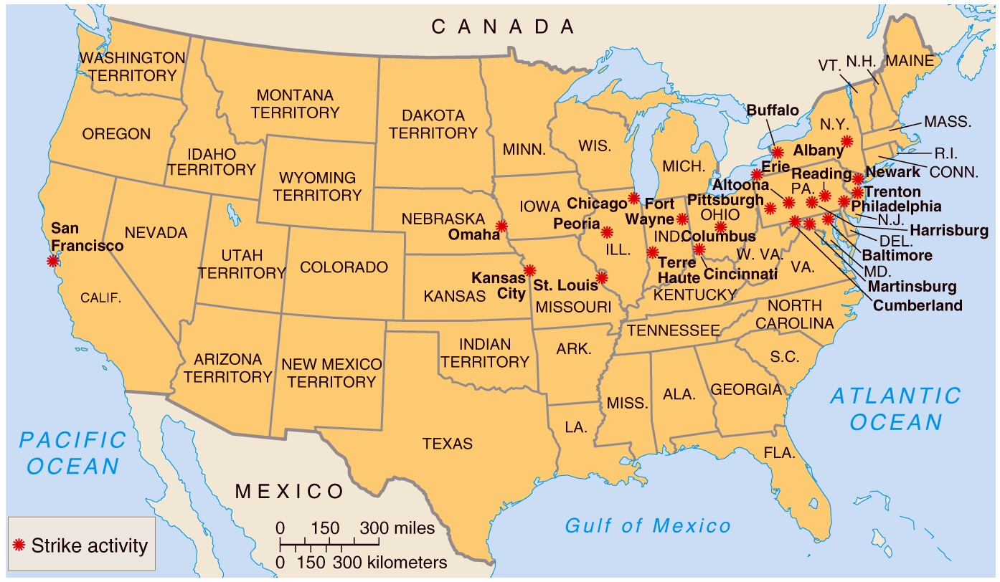 CANADA
WASHINGTON
TERRITORY
MONTANA
TERRITORY
DAKOTA
TERRITORY
MINN.
WIS.
MICH.
VT.
N.H.
MAINE
OREGON
IDAHO
TERRITORY
WYOMING
TERRITORY
Buffalo
N.Y.
MASS.
Albany
R.I.
CONN.
Erie
Reading
Newark
Altoona
PA.
Pittsburgh
Trenton
Philadelphia
N.J.
Harrisburg
DEL.
Baltimore
MD.
Martinsburg
Cumberland
NEBRASKA
Omaha
IOWA
Chicago
Peoria
ILL.
Fort
Wayne
IND.
OHIO
Columbus
Terre
Haute
Cincinnati
W. VA.
VA.
San
Francisco
NEVADA
UTAH
TERRITORY
COLORADO
CALIF.
KANSAS
Kansas
City
St. Louis
MISSOURI
KENTUCKY
NORTH
CAROLINA
TENNESSEE
ARIZONA
TERRITORY
NEW MEXICO
TERRITORY
INDIAN
TERRITORY
ARK.
S.C.
MISS.
ALA.
GEORGIA
LA.
TEXAS
FLA.
ATLANTIC
OCEAN
PACIFIC
OCEAN
MEXICO
Gulf of Mexico
0 150 300 miles
0 150 300 kilometers
Strike activity